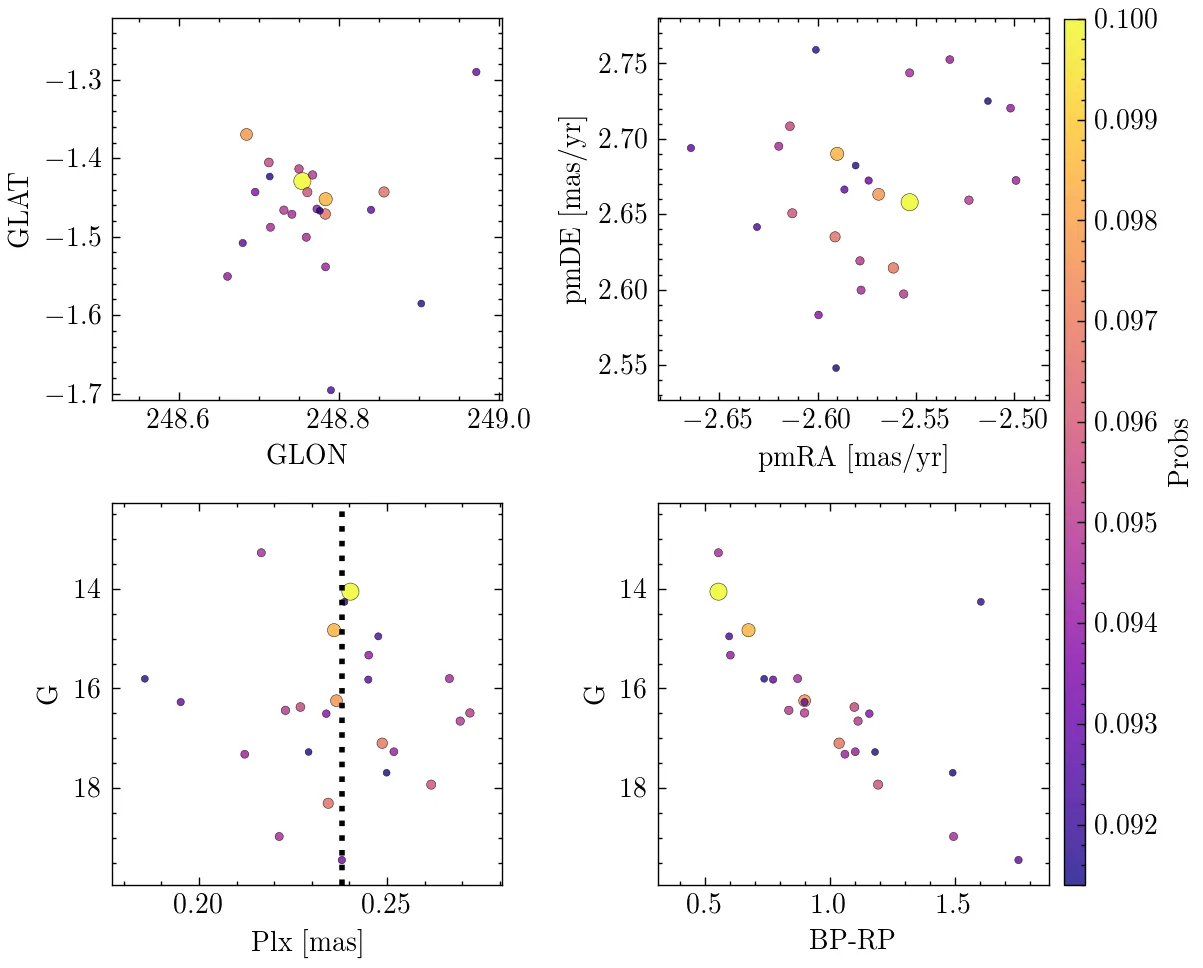 −1.3
−1.4
−1.5
−1.6
−1.7
GLAT
248.6 248.8 249.0
GLON
2.75
2.70
2.65
2.60
2.55
pmDE [mas/yr]
−2.65 −2.60 −2.55 −2.50
pmRA [mas/yr]
14
16
18
G
0.20 0.25
Plx [mas]
14
16
18
G
0.5 1.0 1.5
BP-RP
0.100
0.099
0.098
0.097
0.096
0.095
0.094
0.093
0.092
Probs